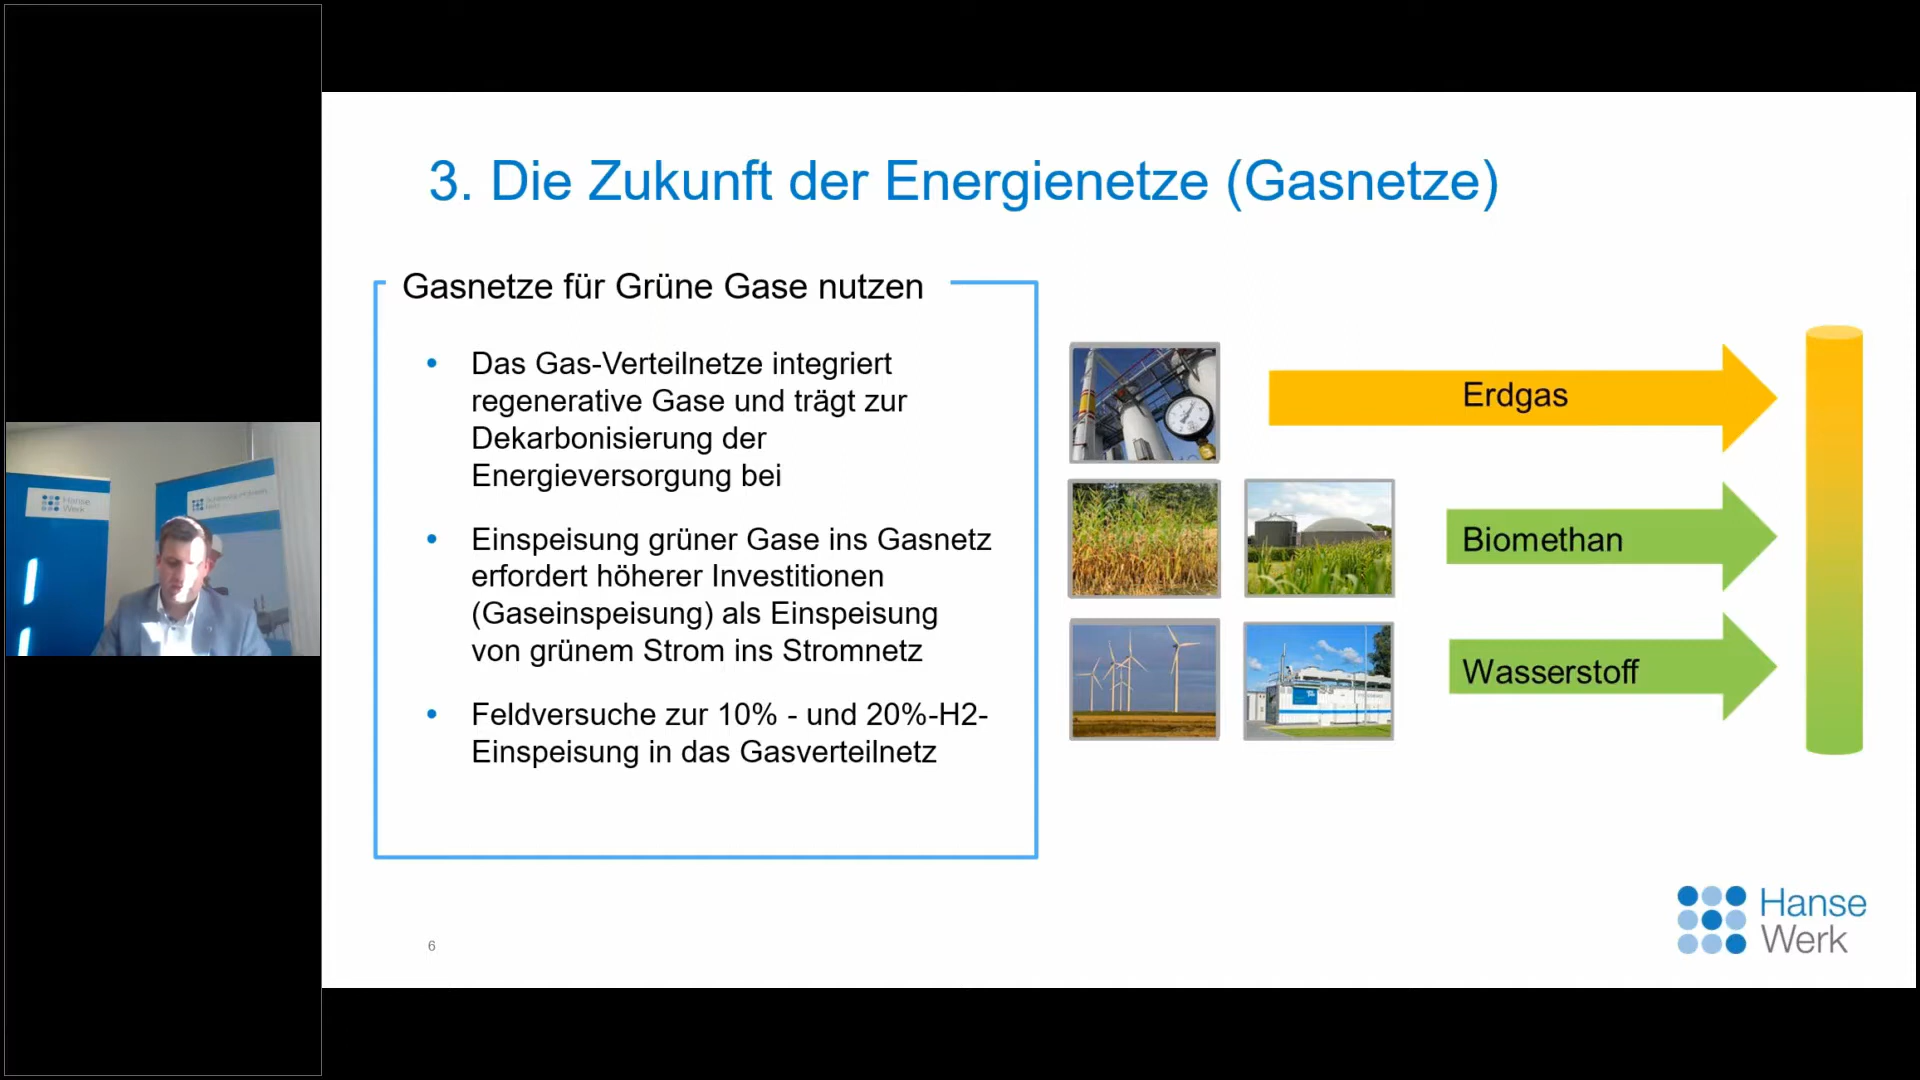 3. Die Zukunft der Energienetze (Gasnetze)
Gasnetze für Grüne Gase nutzen
• Das Gas-Verteilnetze integriert
regenerative Gase und trägt zur
Dekarbonisierung der
Energieversorgung bei
• Einspeisung grüner Gase ins Gasnetz
erfordert höherer Investitionen
(Gaseinspeisung) als Einspeisung
von grünem Strom ins Stromnetz
• Feldversuche zur 10% - und 20%-H2-
Einspeisung in das Gasverteilnetz
Erdgas
Biomethan
Wasserstoff
6
Hanse
Werk
Hanse
Werk